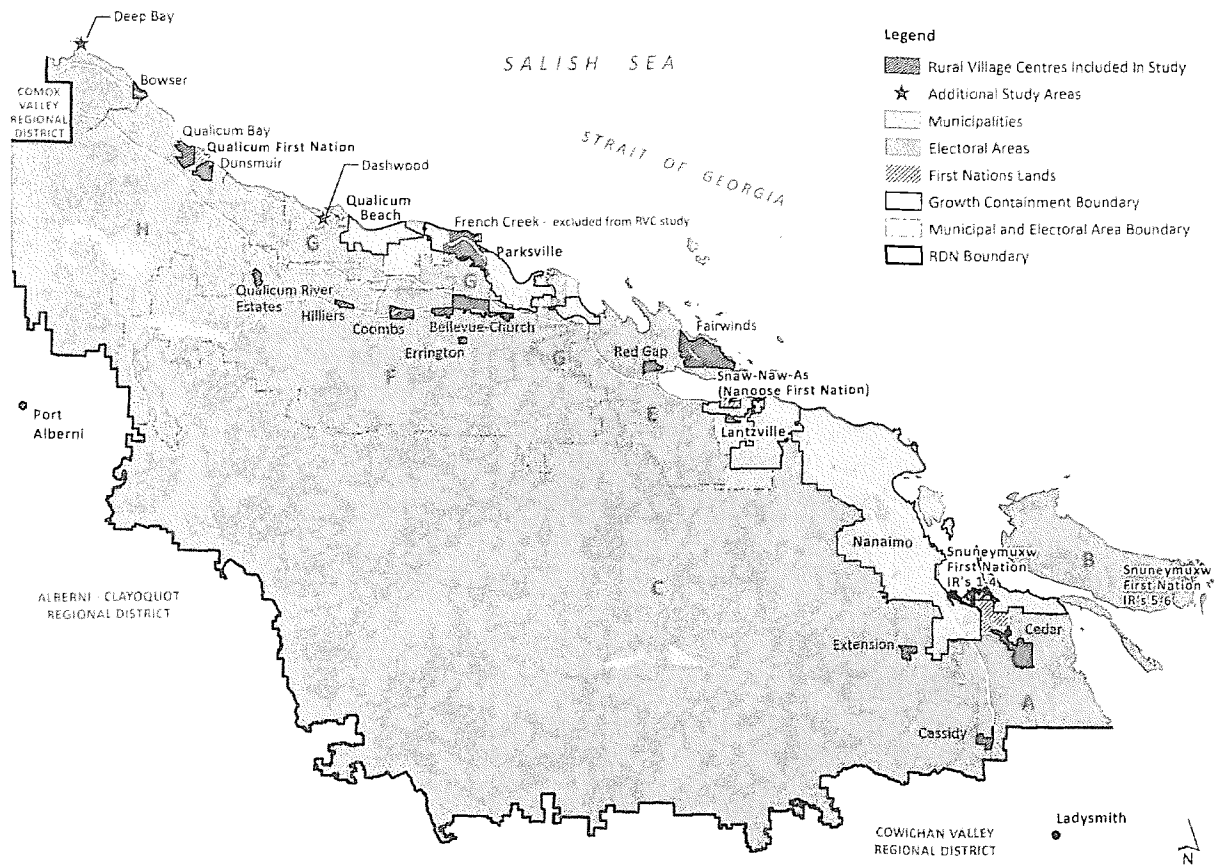 Deep Bay
SALISH SEA
Legend
Rural Village Centres Included In Study
Additional Study Areas
Municipalities
Electoral Areas
First Nations Lands
Growth Containment Boundary
Municipal and Electoral Area Boundary
RDN Boundary
Bowser
COMOX
VALLEY
REGIONAL
DISTRICT
Qualicum Bay
Qualicum First Nation
Dunsmuir
Dashwood
STRAIT OF GEORGIA
Qualicum
Beach
French Creek - excluded from RVC study
Parksville
H
G
G
Qualicum River
Estates
Hilliers
Coombs
Bellevue-Church
Errington
Fairwinds
Red Gap
G
F
Snaw-Naw-As
(Nanoose First Nation)
E
Lantzville
Port
Alberni
Nanaimo
Snuneymuxw
First Nation
IR's 1-4
B
Snuneymuxw
First Nation
IR's 5-6
C
ALBERNI - CLAYOQUOT
REGIONAL DISTRICT
Extension
Cedar
A
Cassidy
Ladysmith
COWICHAN VALLEY
REGIONAL DISTRICT
N